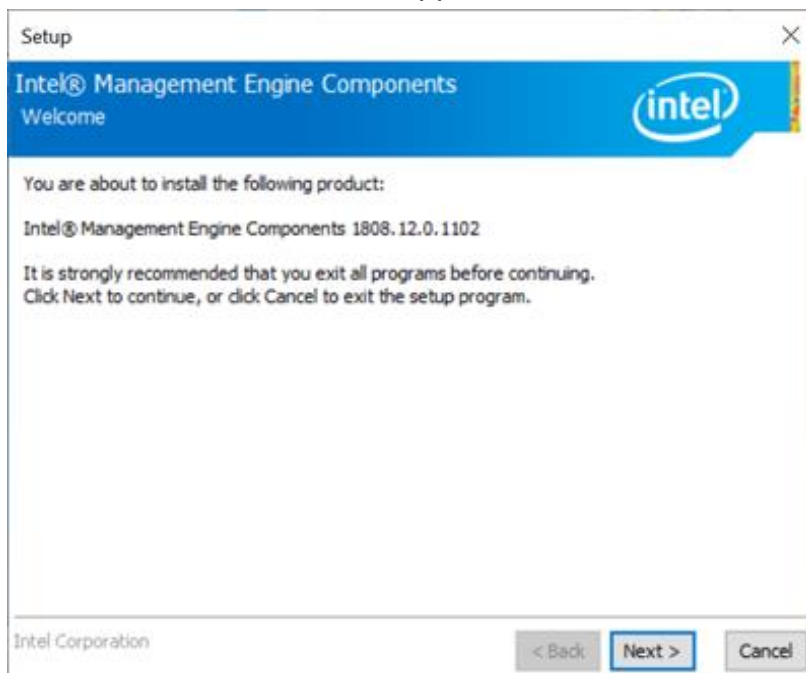 Setup
Intel® Management Engine Components
Welcome
intel
You are about to install the following product:
Intel® Management Engine Components 1808.12.0.1102
It is strongly recommended that you exit all programs before continuing.
Click Next to continue, or click Cancel to exit the setup program.
Intel Corporation
< Back Next > Cancel